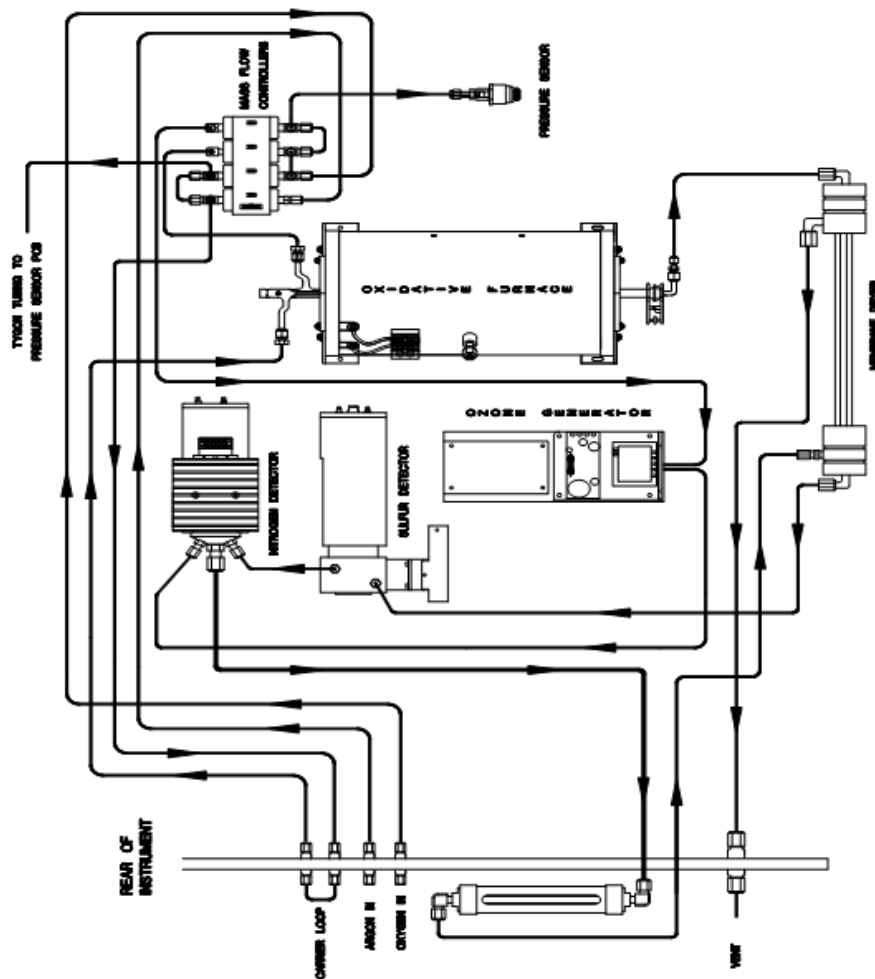 MASS FLOW
CONTROLLERS
PRESSURE SENSOR
TYGON TUBING TO
PRESSURE SENSOR PCB
OXIDATIVE FURNACE
OZONE GENERATOR
NITROGEN DETECTOR
SULFUR DETECTOR
REAR OF
INSTRUMENT
CARRIER LOOP
ARGON IN
OXYGEN IN
VENT